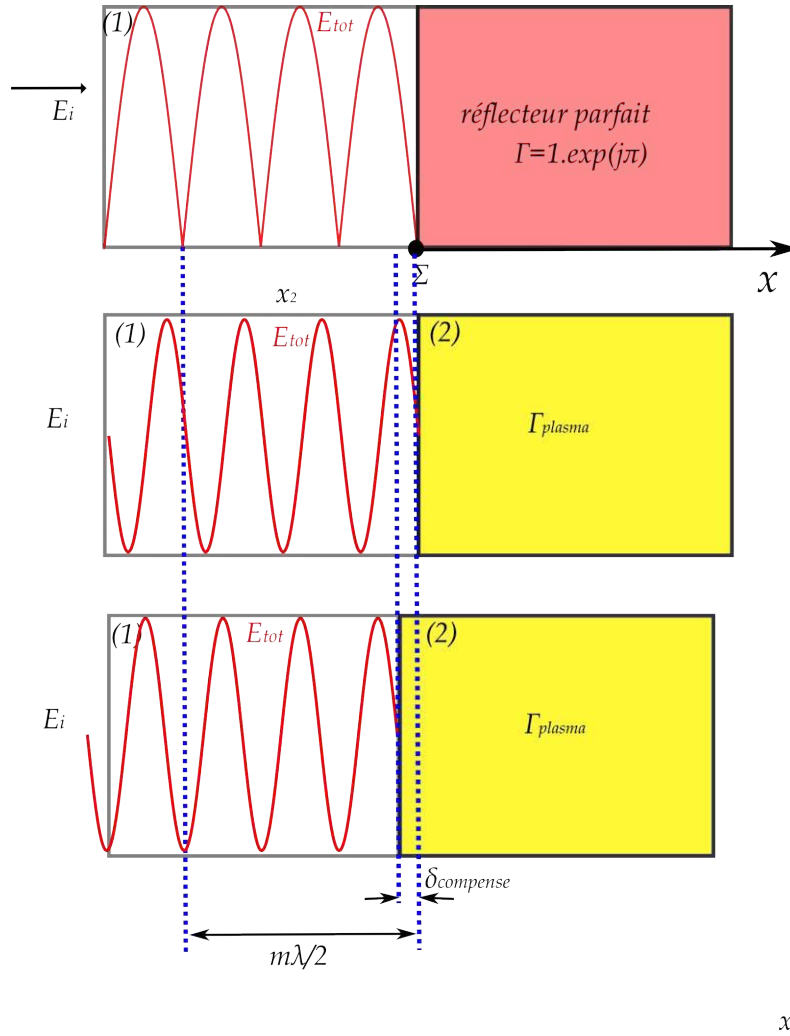 (1)
Etot
Ei
réflecteur parfait
Γ=1.exp(jπ)
Σ
x
x2
(1)
Etot
(2)
Ei
Γplasma
(1)
Etot
(2)
Ei
Γplasma
δcompense
mλ/2
x